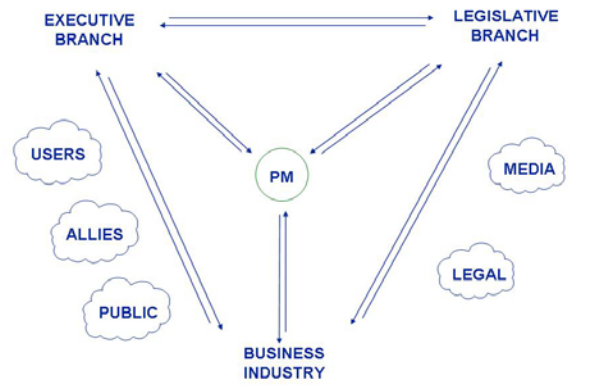 EXECUTIVE
BRANCH
LEGISLATIVE
BRANCH
USERS
PM
MEDIA
ALLIES
LEGAL
PUBLIC
BUSINESS
INDUSTRY